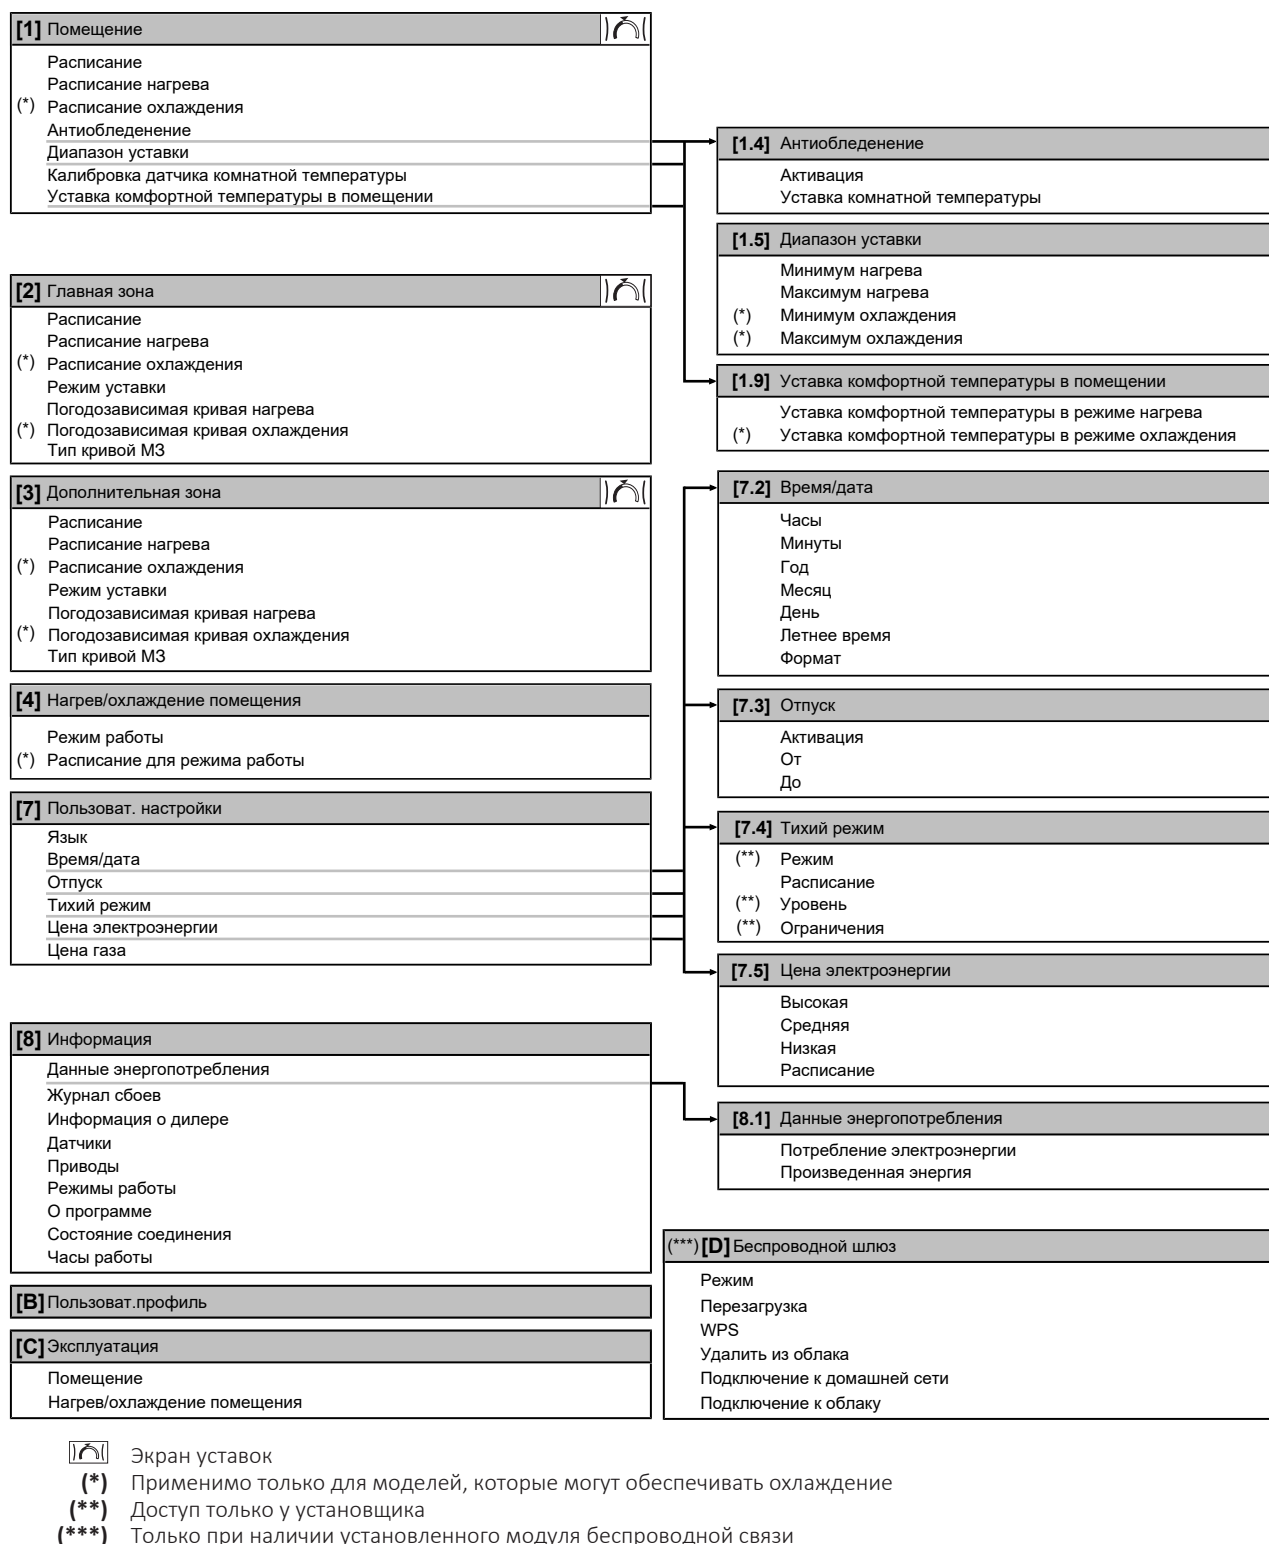 [1] Помещение
Расписание
Расписание нагрева
(*) Расписание охлаждения
Антиобледенение
Диапазон уставки
Калибровка датчика комнатной температуры
Уставка комфортной температуры в помещении
[2] Главная зона
Расписание
Расписание нагрева
(*) Расписание охлаждения
Режим уставки
Погодозависимая кривая нагрева
(*) Погодозависимая кривая охлаждения
Тип кривой МЗ
[3] Дополнительная зона
Расписание
Расписание нагрева
(*) Расписание охлаждения
Режим уставки
Погодозависимая кривая нагрева
(*) Погодозависимая кривая охлаждения
Тип кривой МЗ
[4] Нагрев/охлаждение помещения
Режим работы
(*) Расписание для режима работы
[7] Пользоват. настройки
Язык
Время/дата
Отпуск
Тихий режим
Цена электроэнергии
Цена газа
[8] Информация
Данные энергопотребления
Журнал сбоев
Информация о дилере
Датчики
Приводы
Режимы работы
О программе
Состояние соединения
Часы работы
[B] Пользоват.профиль
[C] Эксплуатация
Помещение
Нагрев/охлаждение помещения
[1.4] Антиобледенение
Активация
Уставка комнатной температуры
[1.5] Диапазон уставки
Минимум нагрева
Максимум нагрева
(*) Минимум охлаждения
(*) Максимум охлаждения
[1.9] Уставка комфортной температуры в помещении
Уставка комфортной температуры в режиме нагрева
(*) Уставка комфортной температуры в режиме охлаждения
[7.2] Время/дата
Часы
Минуты
Год
Месяц
День
Летнее время
Формат
[7.3] Отпуск
Активация
От
До
[7.4] Тихий режим
(**) Режим
Расписание
(**) Уровень
(**) Ограничения
[7.5] Цена электроэнергии
Высокая
Средняя
Низкая
Расписание
[8.1] Данные энергопотребления
Потребление электроэнергии
Произведенная энергия
(***) [D] Беспроводной шлюз
Режим
Перезагрузка
WPS
Удалить из облака
Подключение к домашней сети
Подключение к облаку
Экран уставок
(*) Применимо только для моделей, которые могут обеспечивать охлаждение
(**) Доступ только у установщика
(***) Только при наличии установленного модуля беспроводной связи